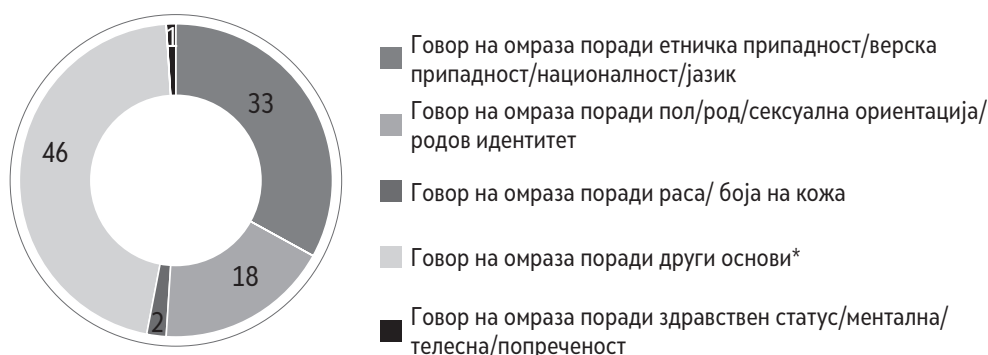 1
33
46
18
2
Говор на омраза поради етничка припадност/верска
припадност/националност/јазик
Говор на омраза поради пол/род/сексуална ориентација/
родов идентитет
Говор на омраза поради раса/ боја на кожа
Говор на омраза поради други основи*
Говор на омраза поради здравствен статус/ментална/
телесна/попреченост